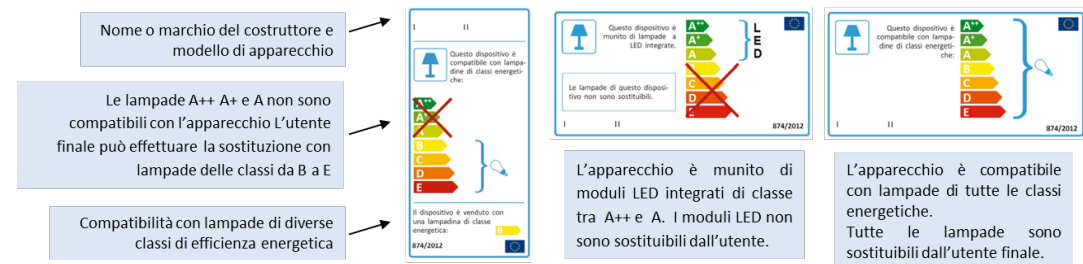 Nome o marchio del costruttore e
modello di apparecchio
Le lampade A++ A+ e A non sono
compatibili con l'apparecchio L'utente
finale può effettuare la sostituzione con
lampade delle classi da B a E
Compatibilità con lampade di diverse
classi di efficienza energetica
I II
Questo dispositivo è
compatibile con lampa-
dine di classi energeti-
che:
A++
A+
A
B
C
D
E
Il dispositivo è venduto con
una lampadina di classe
energetica: B
874/2012
Questo dispositivo è
munito di lampade a
LED integrate.
Le lampade di questo disposi-
tivo non sono sostituibili.
I II
A++
A+
A
B
C
D
E
L
E
D
874/2012
L'apparecchio è munito di
moduli LED integrati di classe
tra A++ e A. I moduli LED non
sono sostituibili dall'utente.
Questo dispositivo è
compatibile con lampa-
dine di classi energeti-
che:
I II
A++
A+
A
B
C
D
E
874/2012
L'apparecchio è compatibile
con lampade di tutte le classi
energetiche.
Tutte le lampade sono
sostituibili dall'utente finale.